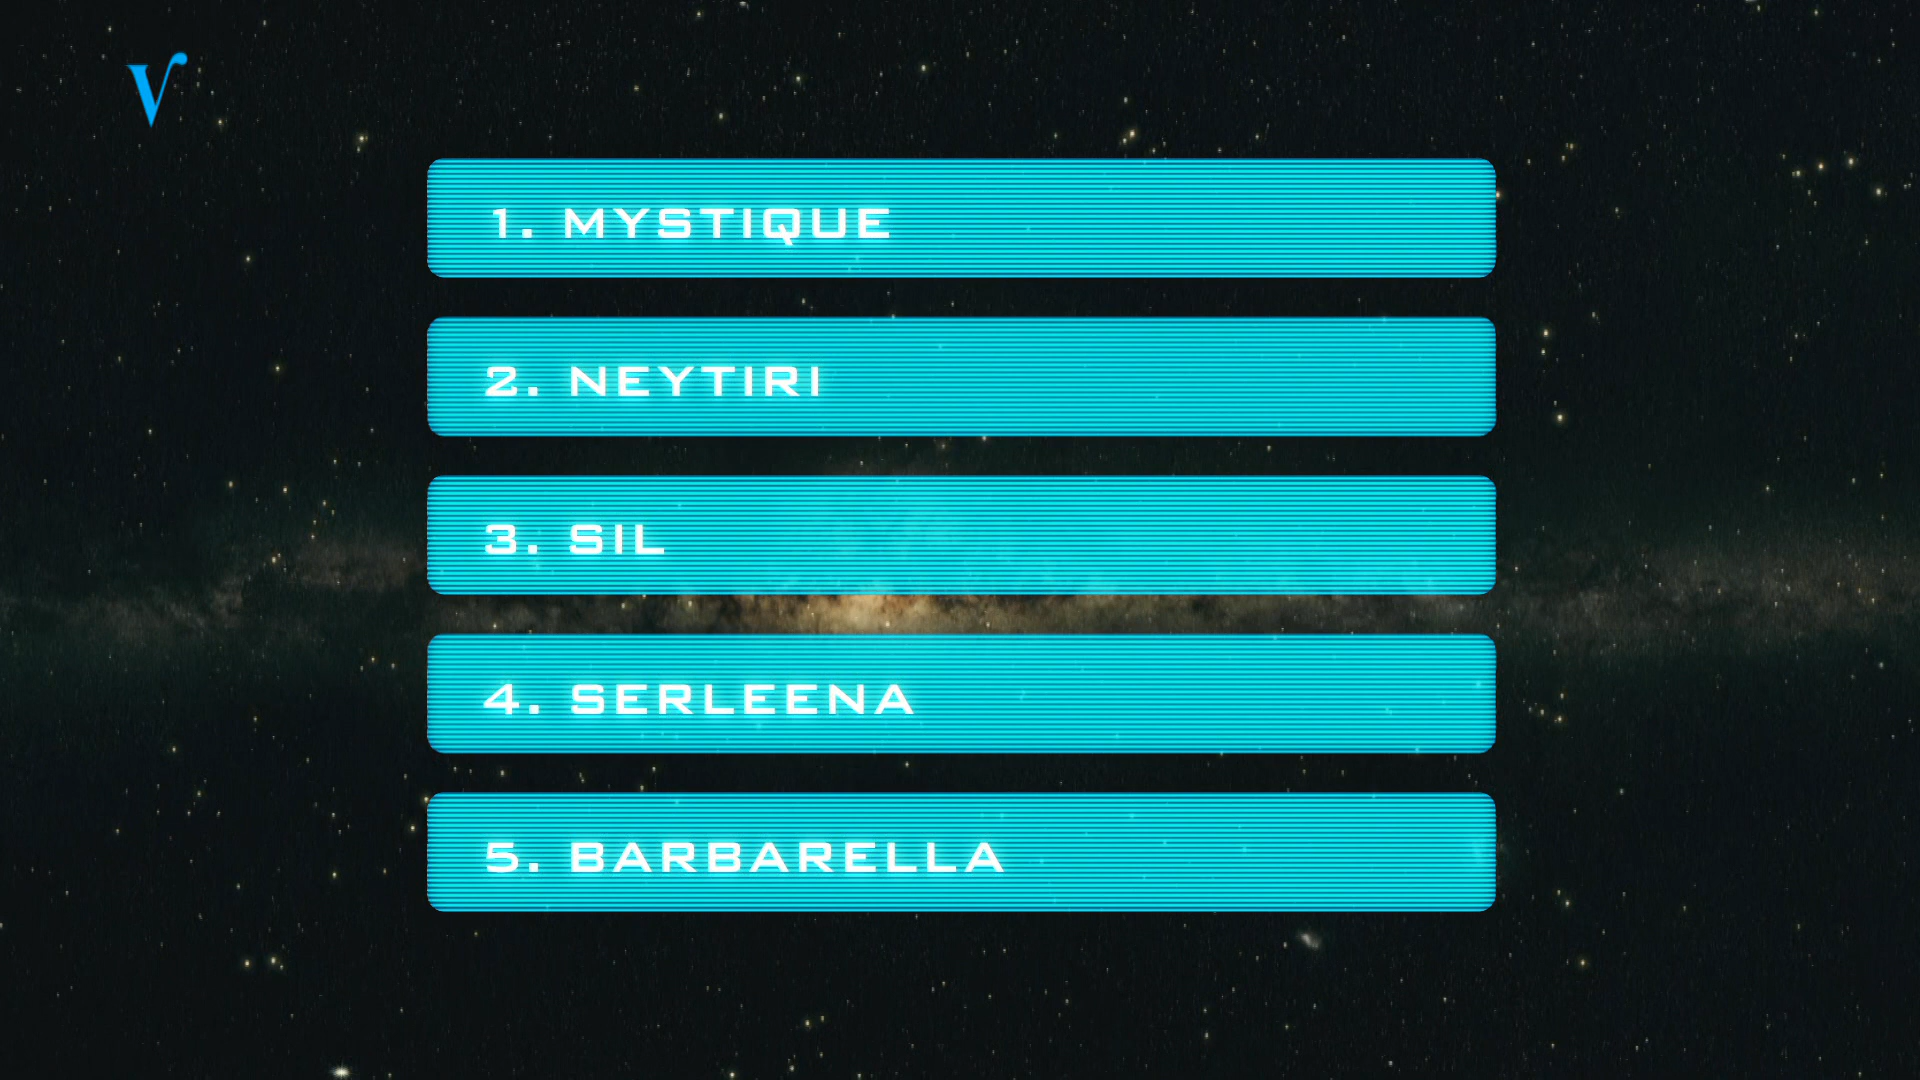 V
1. MYSTIQUE
2. NEYTIRI
3. SIL
4. SERLEENA
5. BARBARELLA